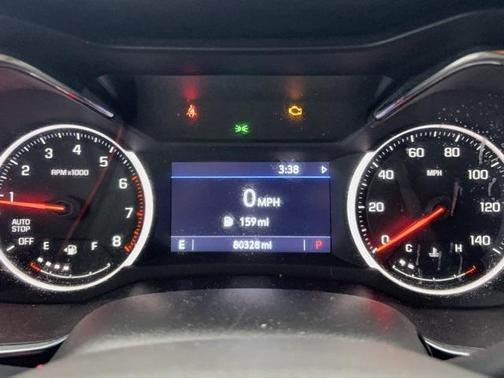 1 2 3 4 5 6 7 8
RPM x1000
AUTO STOP
OFF
E F
3:38
0 MPH
159 mi
E 80328 mi P
0 20 40 60 80 100 120 140
MPH
C H